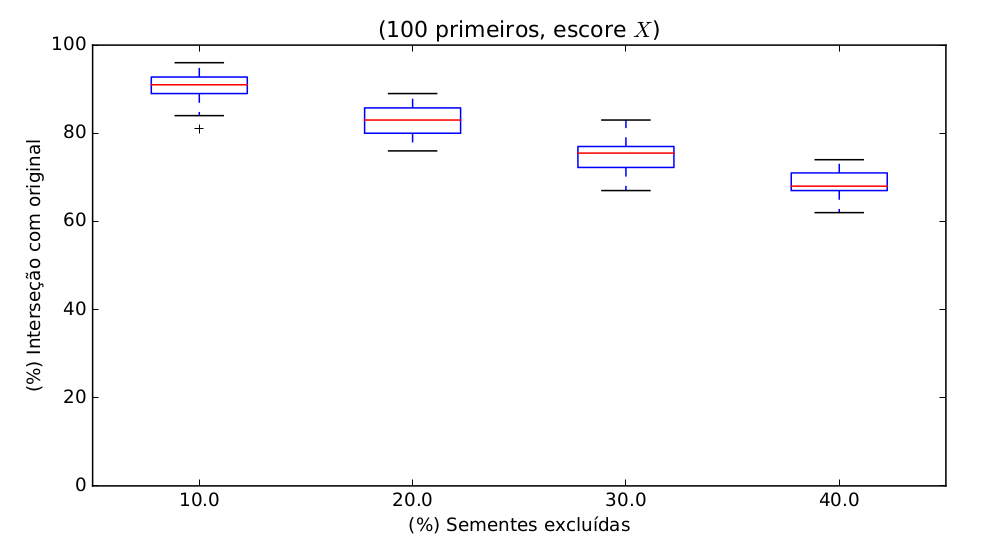 (100 primeiros, escore X)
100
80
60
40
20
0
(%) Interseção com original
10.0 20.0 30.0 40.0
(%) Sementes excluídas